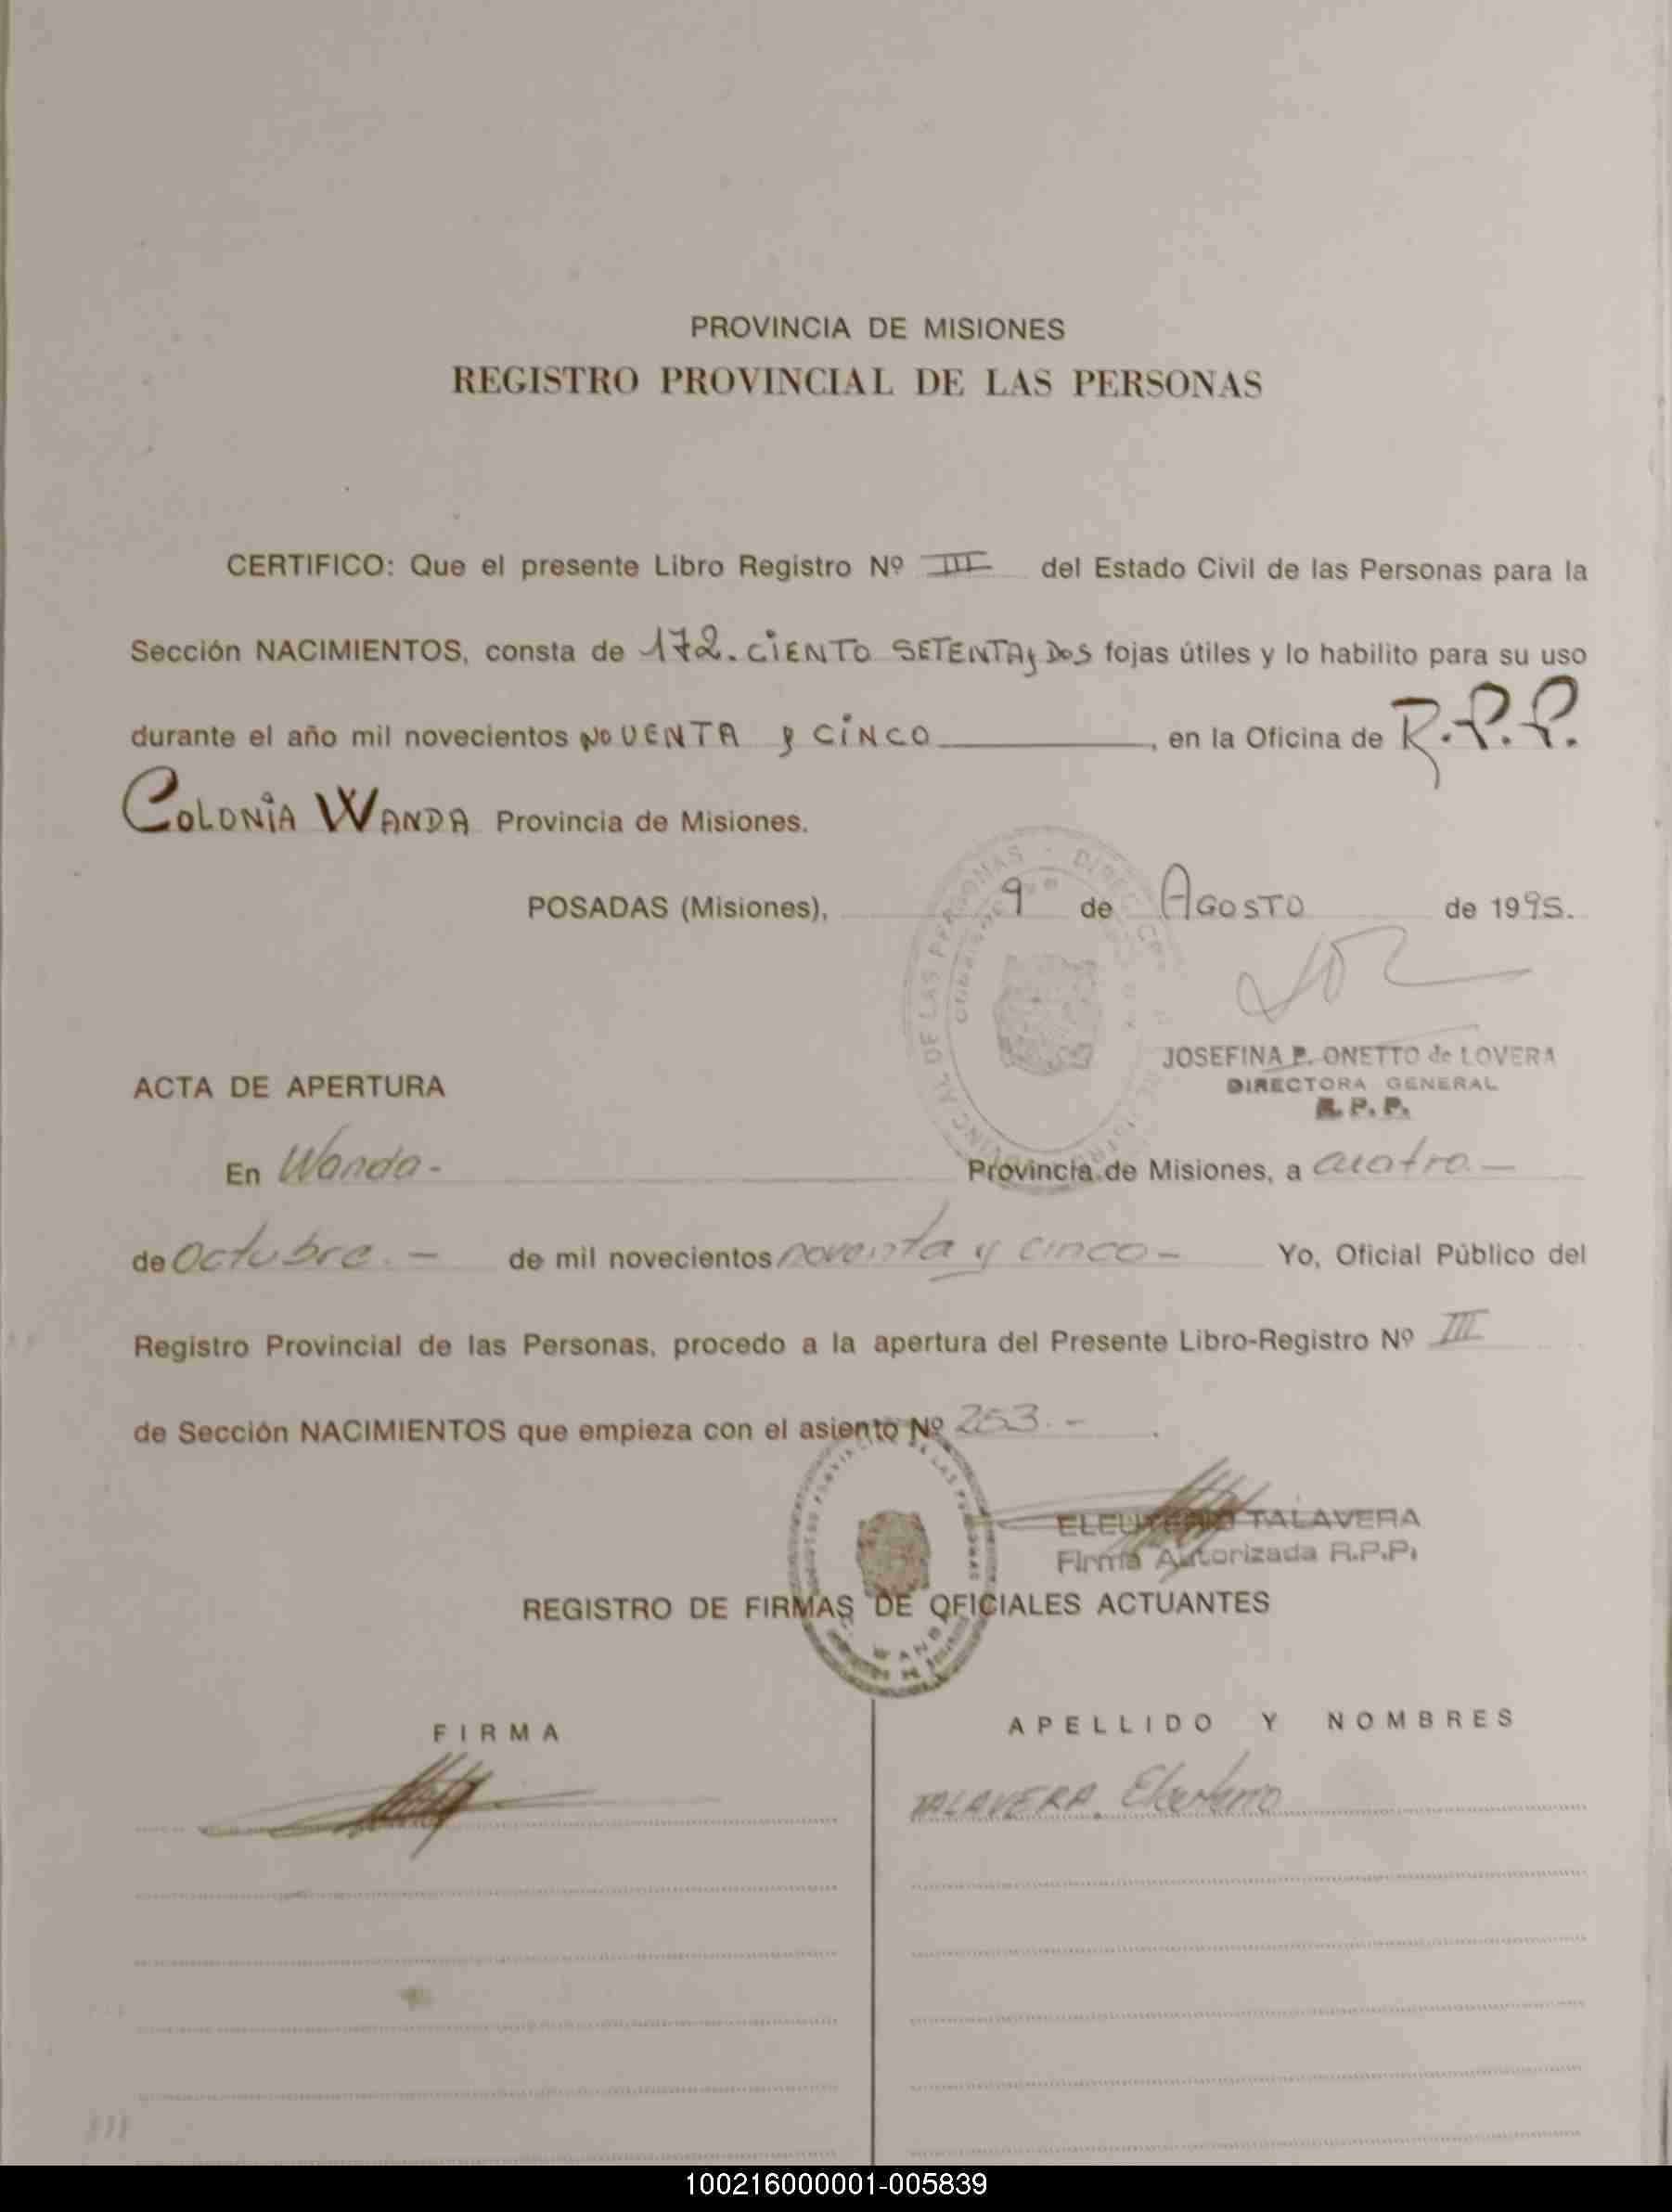 PROVINCIA DE MISIONES
REGISTRO PROVINCIAL DE LAS PERSONAS
CERTIFICO: Que el presente Libro Registro Nº III del Estado Civil de las Personas para la
Sección NACIMIENTOS, consta de 172. CIENTO SETENTA y DOS fojas útiles y lo habilito para su uso
durante el año mil novecientos NOVENTA y CINCO, en la Oficina de R.P.P.
COLONIA WANDA Provincia de Misiones.
POSADAS (Misiones), 9 de AGOSTO de 1995.
JOSEFINA P. ONETTO de LOVERA
DIRECTORA GENERAL
R. P. P.
ACTA DE APERTURA
En Wanda.- Provincia de Misiones, a cuatro.-
de Octubre.- de mil novecientos noventa y cinco- Yo, Oficial Público del
Registro Provincial de las Personas, procedo a la apertura del Presente Libro-Registro Nº III
de Sección NACIMIENTOS que empieza con el asiento Nº 253.-.
ELEUTERIO TALAVERA
Firma Autorizada R.P.P.
REGISTRO DE FIRMAS DE OFICIALES ACTUANTES
FIRMA APELLIDO Y NOMBRES
TALAVERA, Eleuterio
100216000001-005839